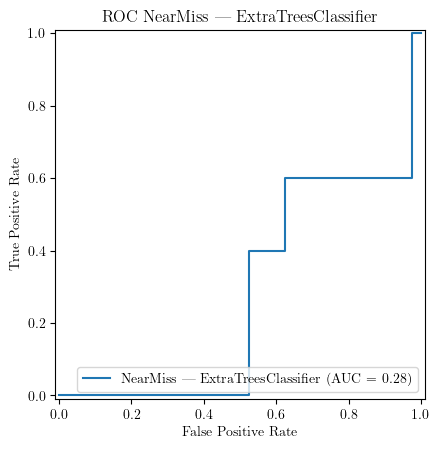 ROC NearMiss — ExtraTreesClassifier
1.0
0.8
0.6
0.4
0.2
0.0
True Positive Rate
NearMiss — ExtraTreesClassifier (AUC = 0.28)
0.0 0.2 0.4 0.6 0.8 1.0
False Positive Rate